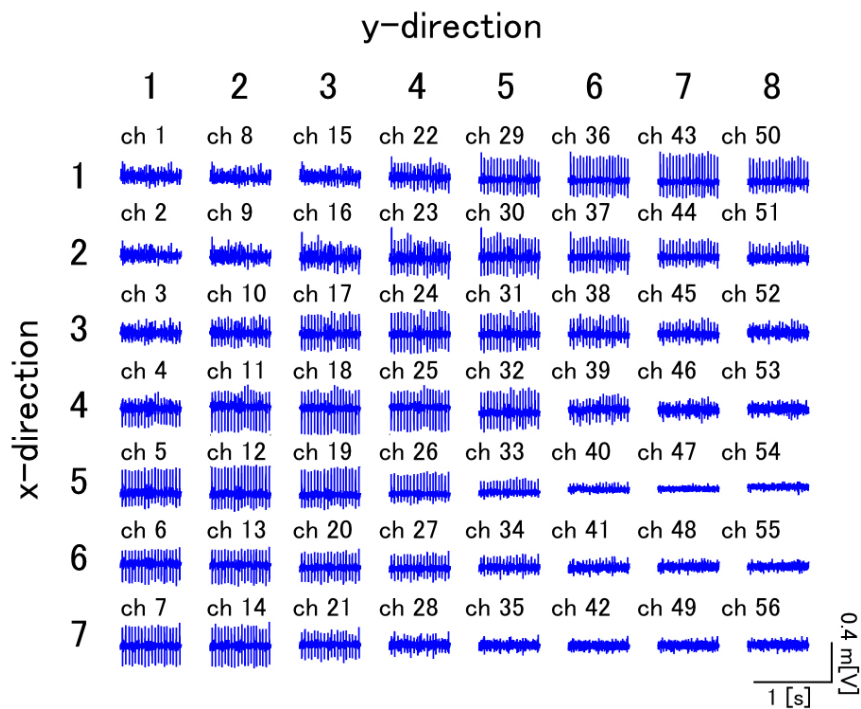 y-direction
1 2 3 4 5 6 7 8
ch 1 ch 8 ch 15 ch 22 ch 29 ch 36 ch 43 ch 50
1
ch 2 ch 9 ch 16 ch 23 ch 30 ch 37 ch 44 ch 51
2
ch 3 ch 10 ch 17 ch 24 ch 31 ch 38 ch 45 ch 52
3
ch 4 ch 11 ch 18 ch 25 ch 32 ch 39 ch 46 ch 53
4
ch 5 ch 12 ch 19 ch 26 ch 33 ch 40 ch 47 ch 54
5
ch 6 ch 13 ch 20 ch 27 ch 34 ch 41 ch 48 ch 55
6
ch 7 ch 14 ch 21 ch 28 ch 35 ch 42 ch 49 ch 56
7
x-direction
0.4 m[V]
1 [s]